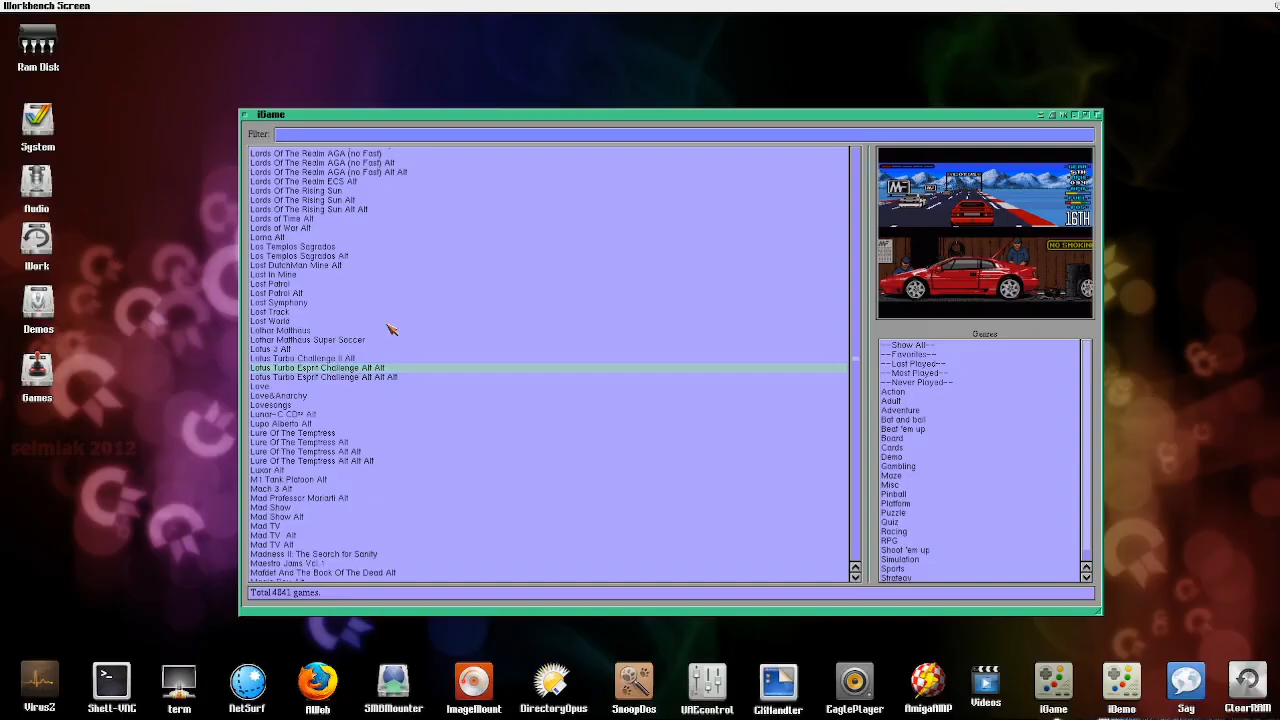 Workbench Screen
Ram Disk
System
Audio
Work
Demos
Games
selmiak 2012
iGame
Filter:
Lords Of The Realm AGA (no Fast)
Lords Of The Realm AGA (no Fast) Alt
Lords Of The Realm AGA (no Fast) Alt Alt
Lords Of The Realm ECS Alt
Lords Of The Rising Sun
Lords Of The Rising Sun Alt
Lords Of The Rising Sun Alt Alt
Lords of Time Alt
Lords of War Alt
Lorna Alt
Los Templos Sagrados
Los Templos Sagrados Alt
Lost DutchMan Mine Alt
Lost In Mine
Lost Patrol
Lost Patrol Alt
Lost Symphony
Lost Track
Lost World
Lothar Matthaus
Lothar Matthaus Super Soccer
Lotus 3 Alt
Lotus Turbo Challenge II Alt
Lotus Turbo Esprit Challenge Alt Alt
Lotus Turbo Esprit Challenge Alt Alt Alt
Love
Love&Anarchy
Lovesongs
Lunar-C CD³² Alt
Lupo Alberto Alt
Lure Of The Temptress
Lure Of The Temptress Alt
Lure Of The Temptress Alt Alt
Lure Of The Temptress Alt Alt Alt
Luxor Alt
M1 Tank Platoon Alt
Mach 3 Alt
Mad Professor Moriarti Alt
Mad Show
Mad Show Alt
Mad TV
Mad TV  Alt
Mad TV Alt
Madness II: The Search for Sanity
Maestro Jams Vol.1
Mafdet And The Book Of The Dead Alt
Total 4841 games.
16TH
NO SMOKING
Genres
--Show All--
--Favorites--
--Last Played--
--Most Played--
--Never Played--
Action
Adult
Adventure
Bat and ball
Beat 'em up
Board
Cards
Demo
Gambling
Maze
Misc
Pinball
Platform
Puzzle
Quiz
Racing
RPG
Shoot 'em up
Simulation
Sports
Strategy
VirusZ
Shell-VNC
term
NetSurf
AWeb
SMBMounter
ImageMount
DirectoryOpus
SnoopDos
EaglePlayer
AmigaAMP
Videos
iGame
iDemo
Say
ClearRAM